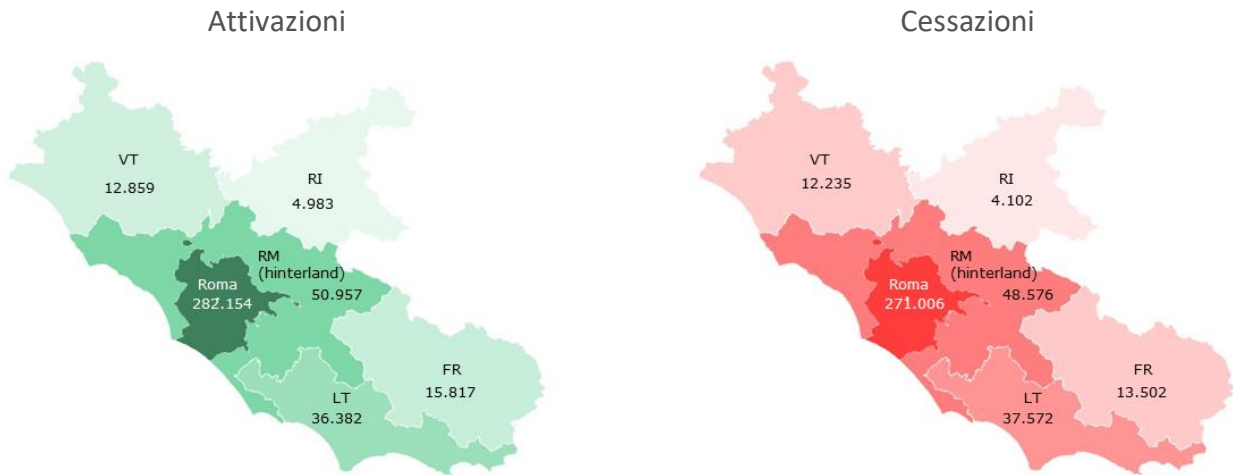 Attivazioni
VT
12.859
RI
4.983
RM
(hinterland)
50.957
Roma
282.154
FR
15.817
LT
36.382
Cessazioni
VT
12.235
RI
4.102
RM
(hinterland)
48.576
Roma
271.006
FR
13.502
LT
37.572